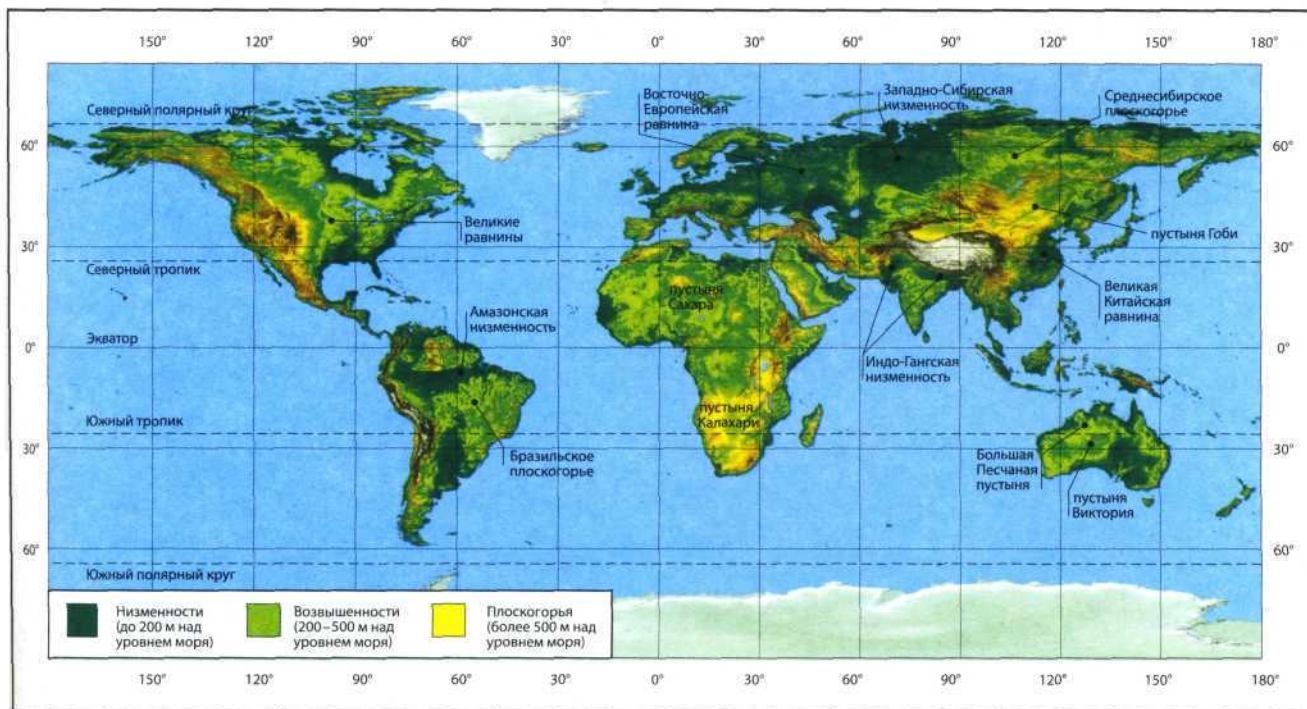 150° 120° 90° 60° 30° 0° 30° 60° 90° 120° 150° 180°
Северный полярный круг
Восточно-
Европейская
равнина
Западно-Сибирская
низменность
Среднесибирское
плоскогорье
60° 60°
Великие
равнины
пустыня Гоби
30° 30°
Северный тропик
пустыня
Сахара
Великая
Китайская
равнина
Амазонская
низменность
Экватор
0° 0°
Индо-Гангская
низменность
Южный тропик
пустыня
Калахари
30° 30°
Бразильское
плоскогорье
Большая
Песчаная
пустыня
пустыня
Виктория
60° 60°
Южный полярный круг
Низменности
(до 200 м над
уровнем моря)
Возвышенности
(200–500 м над
уровнем моря)
Плоскогорья
(более 500 м над
уровнем моря)
150° 120° 90° 60° 30° 0° 30° 60° 90° 120° 150° 180°